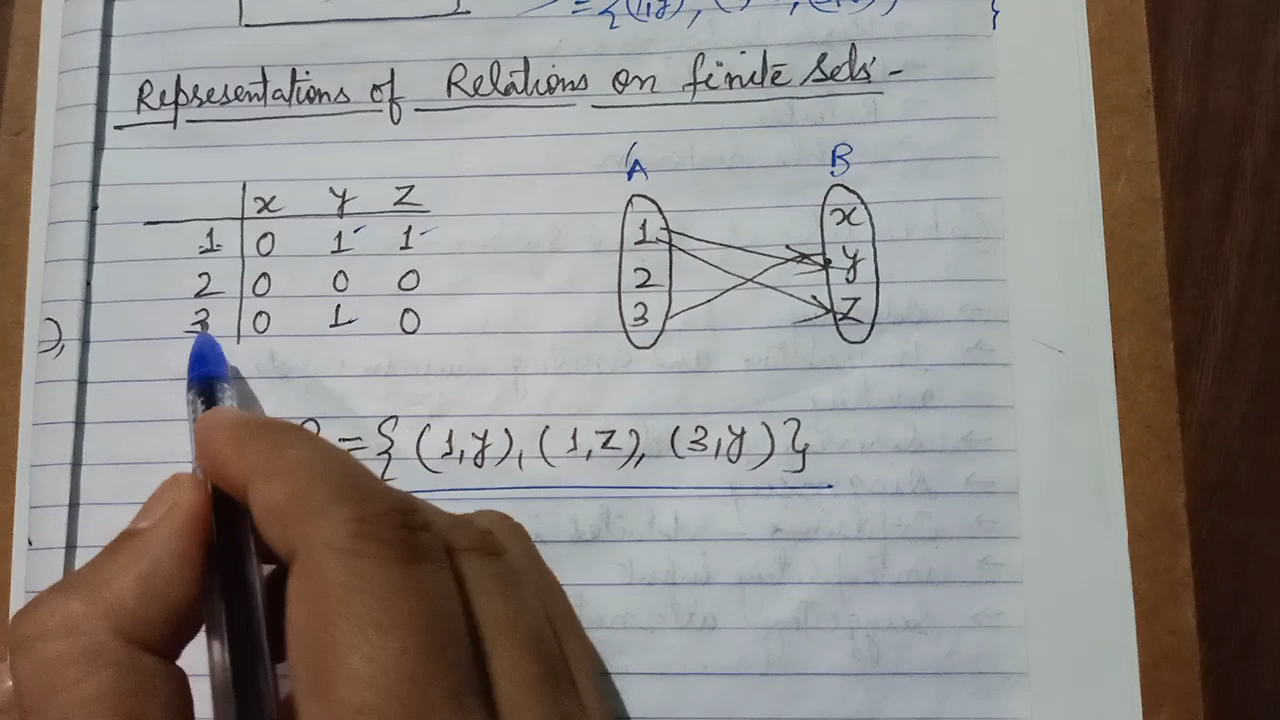 = {(1,y), ( }
Representations of Relations on finite sets -
x y z
1 0 1 1
2 0 0 0
3 0 1 0
),
A B
1 x
2 y
3 z
= { (1,y), (1,z), (3,y) }